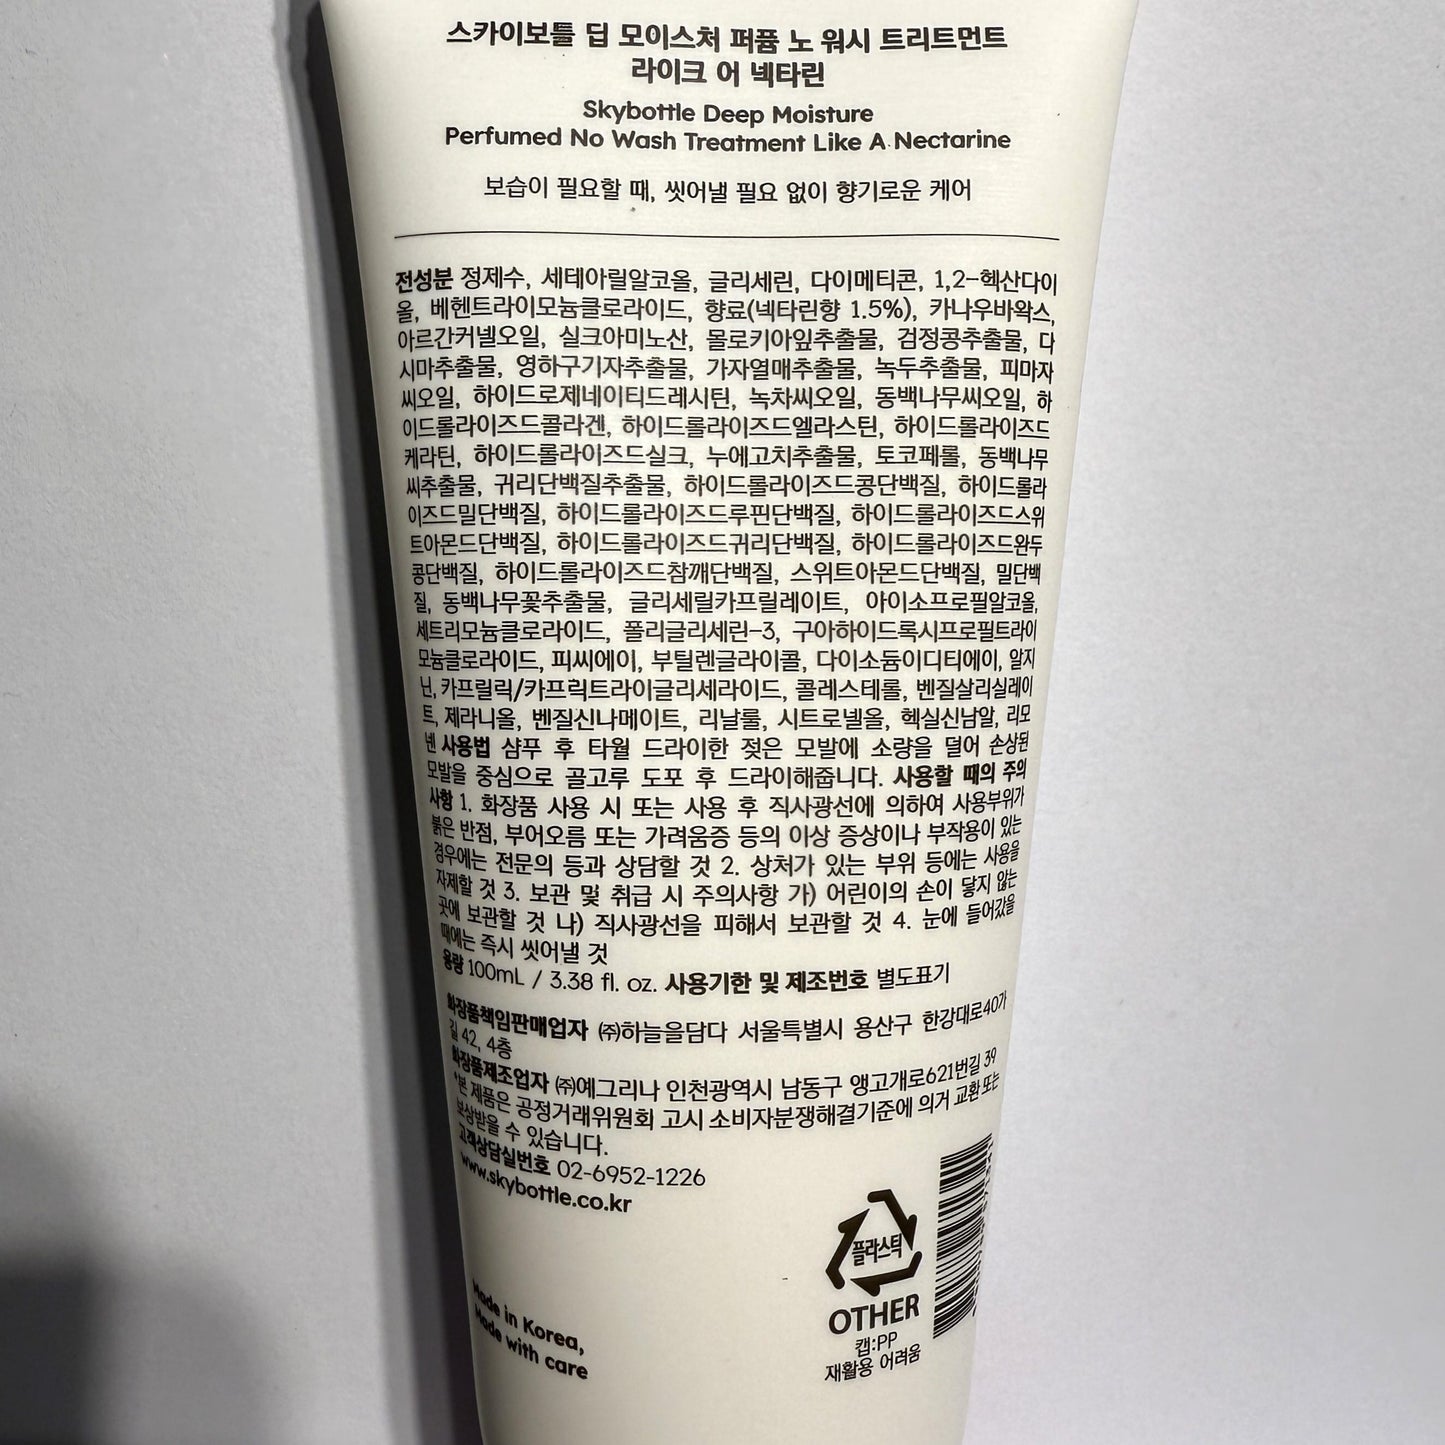 스카이보틀 딥 모이스처 퍼퓸 노 워시 트리트먼트
라이크 어 넥타린
Skybottle Deep Moisture
Perfumed No Wash Treatment Like A Nectarine
보습이 필요할 때, 씻어낼 필요 없이 향기로운 케어
전성분 정제수, 세테아릴알코올, 글리세린, 다이메티콘, 1,2-헥산다이
올, 베헨트라이모늄클로라이드, 향료(넥타린향 1.5%), 카나우바왁스,
아르간커넬오일, 실크아미노산, 몰로키아잎추출물, 검정콩추출물, 다
시마추출물, 영하구기자추출물, 가자열매추출물, 녹두추출물, 피마자
씨오일, 하이드로제네이티드레시틴, 녹차씨오일, 동백나무씨오일, 하
이드롤라이즈드콜라겐, 하이드롤라이즈드엘라스틴, 하이드롤라이즈드
케라틴, 하이드롤라이즈드실크, 누에고치추출물, 토코페롤, 동백나무
씨추출물, 귀리단백질추출물, 하이드롤라이즈드콩단백질, 하이드롤라
이즈드밀단백질, 하이드롤라이즈드루핀단백질, 하이드롤라이즈드스위
트아몬드단백질, 하이드롤라이즈드귀리단백질, 하이드롤라이즈드완두
콩단백질, 하이드롤라이즈드참깨단백질, 스위트아몬드단백질, 밀단백
질, 동백나무꽃추출물, 글리세릴카프릴레이트, 아이소프로필알코올,
세트리모늄클로라이드, 폴리글리세린-3, 구아하이드록시프로필트라이
모늄클로라이드, 피씨에이, 부틸렌글라이콜, 다이소듐이디티에이, 알지
닌, 카프릴릭/카프릭트라이글리세라이드, 콜레스테롤, 벤질살리실레이
트, 제라니올, 벤질신나메이트, 리날룰, 시트로넬올, 헥실신남알, 리모
넨 사용법 샴푸 후 타월 드라이한 젖은 모발에 소량을 덜어 손상된
모발을 중심으로 골고루 도포 후 드라이해줍니다. 사용할 때의 주의
사항 1. 화장품 사용 시 또는 사용 후 직사광선에 의하여 사용부위가
붉은 반점, 부어오름 또는 가려움증 등의 이상 증상이나 부작용이 있는
경우에는 전문의 등과 상담할 것 2. 상처가 있는 부위 등에는 사용을
자제할 것 3. 보관 및 취급 시 주의사항 가) 어린이의 손이 닿지 않는
곳에 보관할 것 나) 직사광선을 피해서 보관할 것 4. 눈에 들어갔을
때에는 즉시 씻어낼 것
용량 100mL / 3.38 fl. oz. 사용기한 및 제조번호 별도표기
화장품책임판매업자 ㈜하늘을담다 서울특별시 용산구 한강대로40가
길 42, 4층
화장품제조업자 ㈜예그리나 인천광역시 남동구 앵고개로621번길 39
*본 제품은 공정거래위원회 고시 소비자분쟁해결기준에 의거 교환 또는
보상받을 수 있습니다.
고객상담실번호 02-6952-1226
www.skybottle.co.kr
플라스틱
OTHER
캡:PP
재활용 어려움
Made in Korea,
Made with care